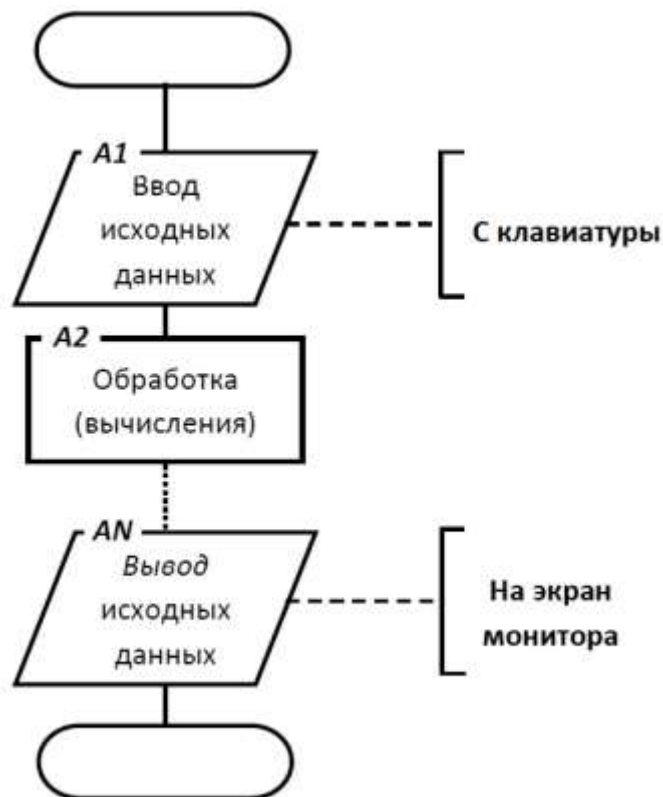 A1
Ввод
исходных
данных
С клавиатуры
A2
Обработка
(вычисления)
AN
Вывод
исходных
данных
На экран
монитора